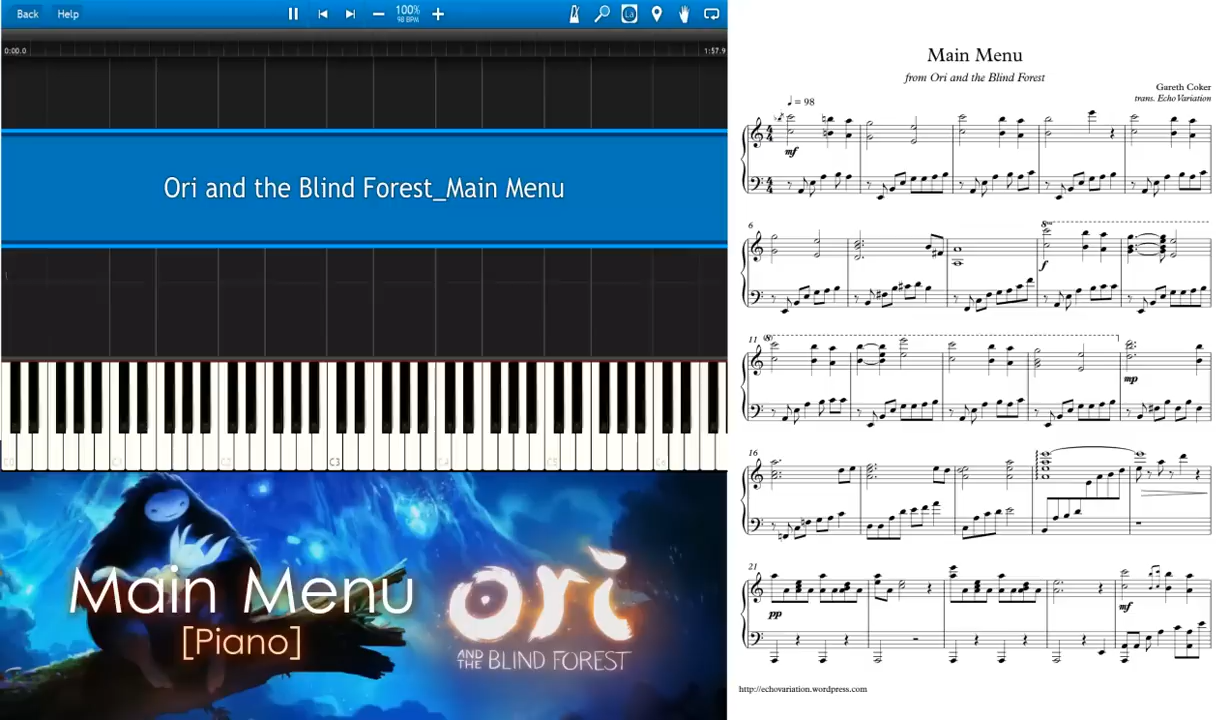 Back Help
100%
98 BPM
0:00.0
1:57.9
Ori and the Blind Forest_Main Menu
C1 C2 C3 C4 C5 C6
Main Menu
[Piano]
ori
AND THE BLIND FOREST
Main Menu
from Ori and the Blind Forest
Gareth Coker
trans. EchoVariation
♩ = 98
mf
6
8va
f
11
(8)
mp
16
21
pp
mf
http://echovariation.wordpress.com